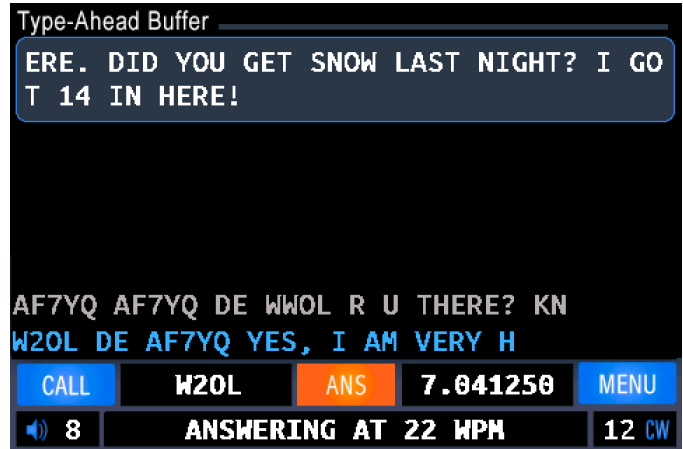 Type-Ahead Buffer
ERE. DID YOU GET SNOW LAST NIGHT? I GO
T 14 IN HERE!
AF7YQ AF7YQ DE WWOL R U THERE? KN
W2OL DE AF7YQ YES, I AM VERY H
CALL W2OL ANS 7.041250 MENU
8 ANSWERING AT 22 WPM 12 CW